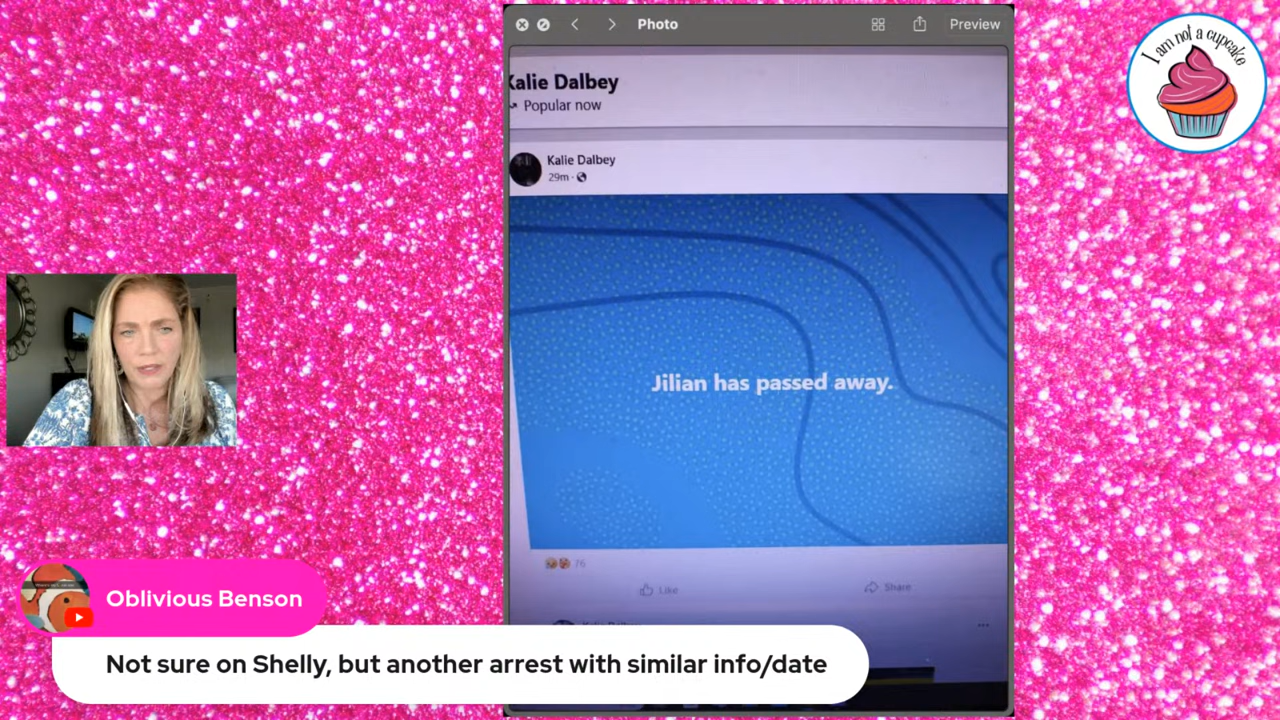 Photo
Preview
I am not a cupcake
Kalie Dalbey
Popular now
Kalie Dalbey
29m
Jilian has passed away.
76
Like
Share
Oblivious Benson
Not sure on Shelly, but another arrest with similar info/date